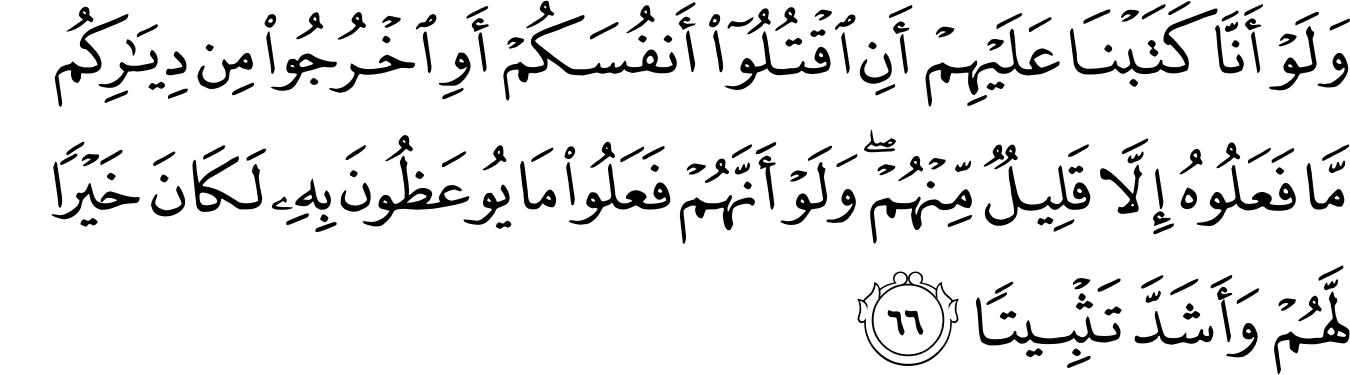 وَلَوْ أَنَّا كَتَبْنَا عَلَيْهِمْ أَنِ ٱقْتُلُوٓا۟ أَنفُسَكُمْ أَوِ ٱخْرُجُوا۟ مِن دِيَـٰرِكُم
مَّا فَعَلُوهُ إِلَّا قَلِيلٌ مِّنْهُمْ ۖ وَلَوْ أَنَّهُمْ فَعَلُوا۟ مَا يُوعَظُونَ بِهِۦ لَكَانَ خَيْرًا
لَّهُمْ وَأَشَدَّ تَثْبِيتًا ٦٦